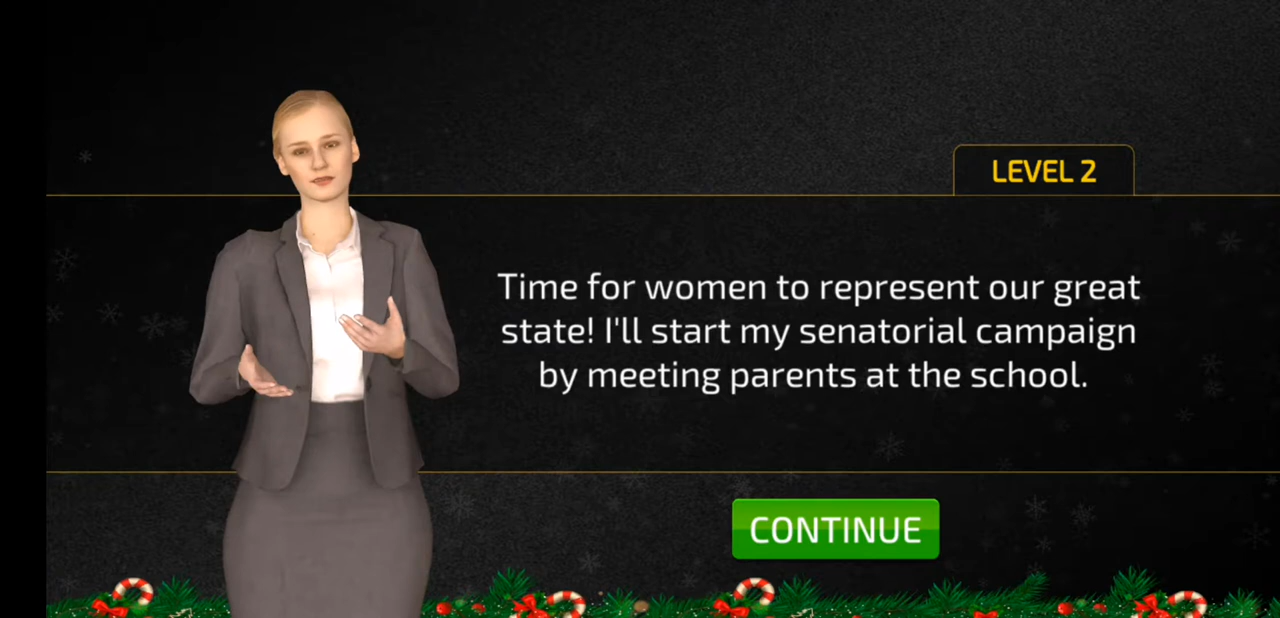 LEVEL 2
Time for women to represent our great
state! I'll start my senatorial campaign
by meeting parents at the school.
CONTINUE